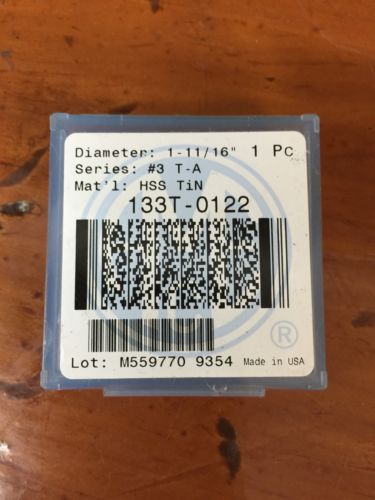 Diameter: 1-11/16" 1 Pc
Series: #3 T-A
Mat'l: HSS TiN
133T-0122
®
Lot: M559770 9354 Made in USA